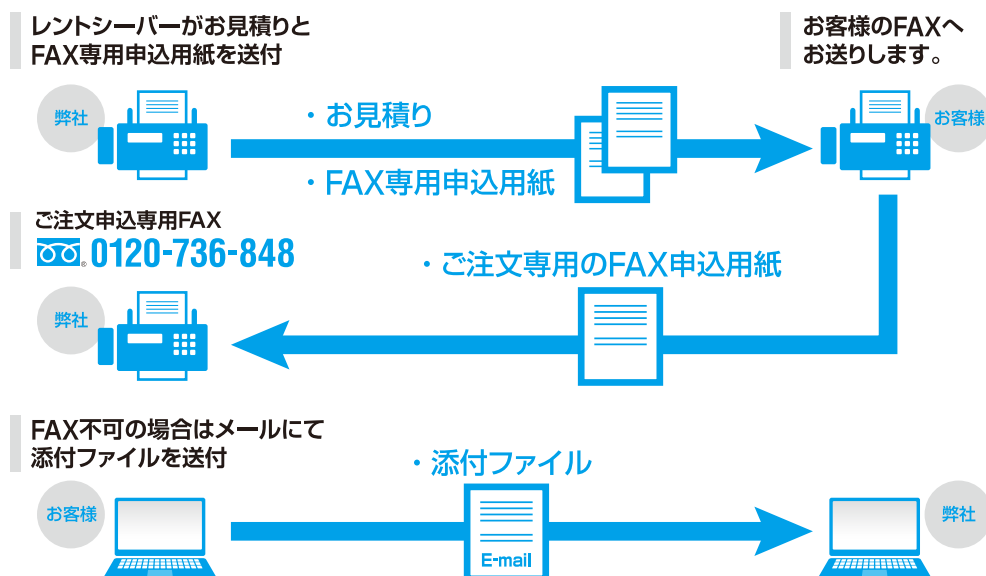 レントシーバーがお見積りと
FAX専用申込用紙を送付
お客様のFAXへ
お送りします。
弊社
・お見積り
・FAX専用申込用紙
お客様
ご注文申込専用FAX
® 0120-736-848
・ご注文専用のFAX申込用紙
弊社
FAX不可の場合はメールにて
添付ファイルを送付
・添付ファイル
お客様
E-mail
弊社